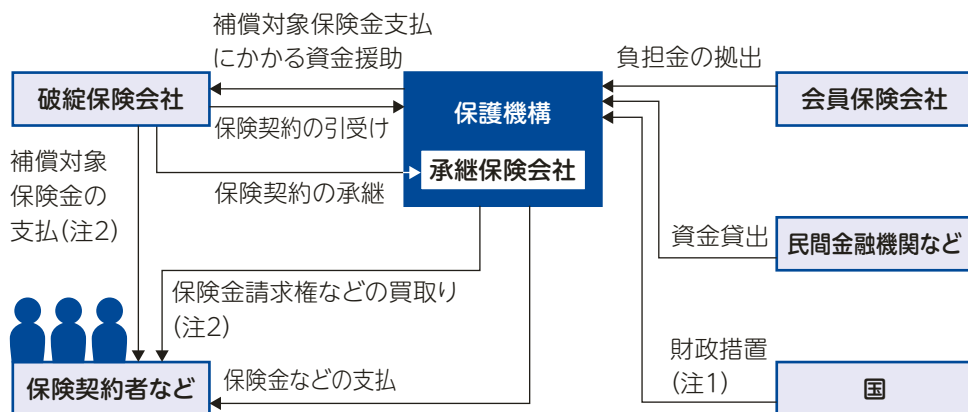 補償対象保険金支払
にかかる資金援助
負担金の拠出
破綻保険会社
保護機構
会員保険会社
保険契約の引受け
補償対象
保険金の
支払(注2)
承継保険会社
保険契約の承継
資金貸出
民間金融機関など
保険金請求権などの買取り
(注2)
財政措置
(注1)
保険契約者など
保険金などの支払
国